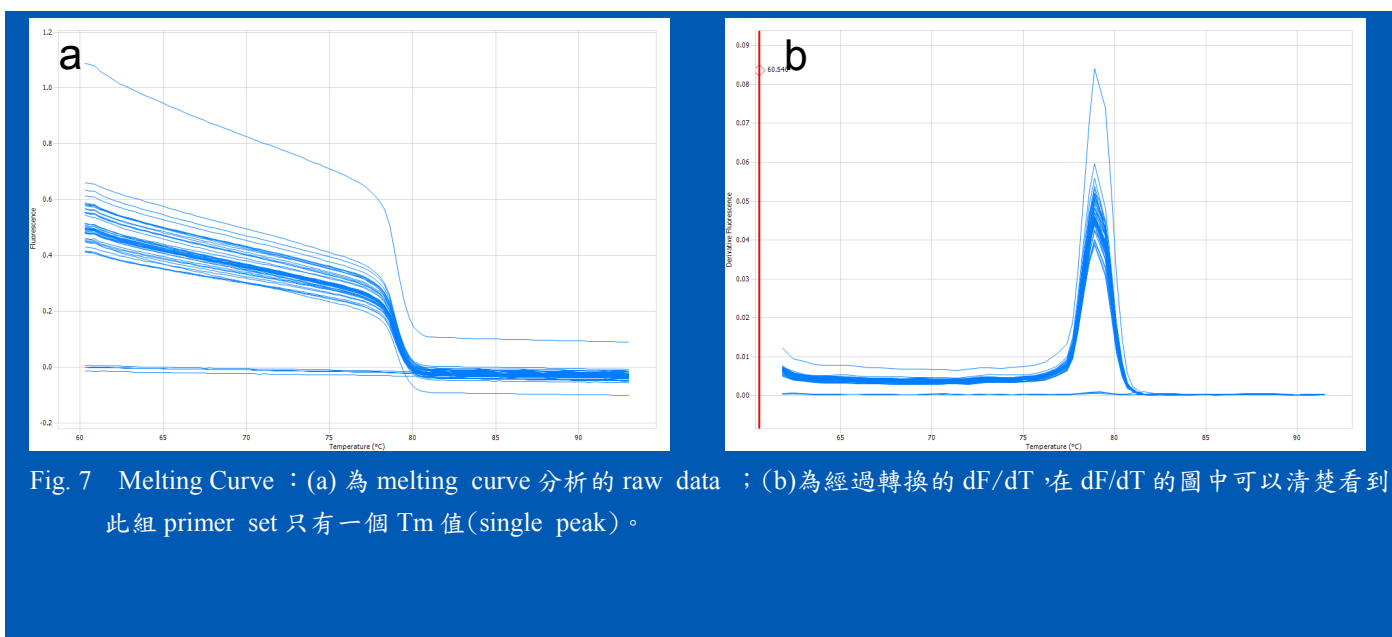 a
1.2
1.0
0.8
0.6
0.4
0.2
0.0
-0.2
Fluorescence
60 65 70 75 80 85 90
Temperature (°C)
b
60.540
0.09
0.08
0.07
0.06
0.05
0.04
0.03
0.02
0.01
0.00
Derivative Fluorescence
65 70 75 80 85 90
Temperature (°C)
Fig. 7 Melting Curve：(a) 為 melting curve 分析的 raw data ；(b)為經過轉換的 dF/dT，在 dF/dT 的圖中可以清楚看到
此組 primer set 只有一個 Tm 值(single peak)。